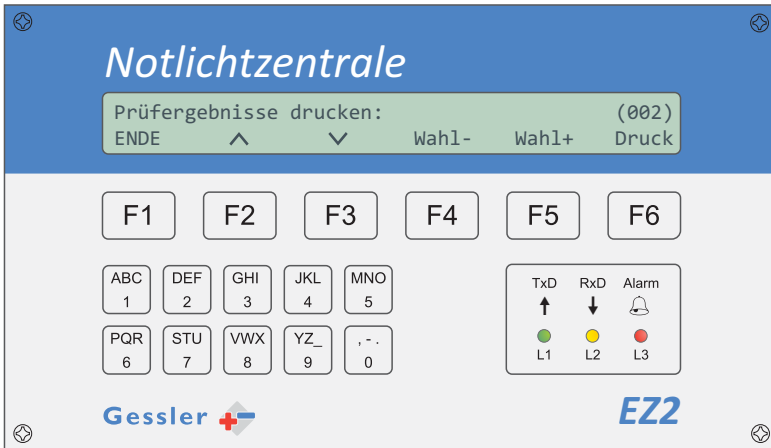 Notlichtzentrale
Prüfergebnisse drucken: (002)
ENDE Wahl- Wahl+ Druck
F1 F2 F3 F4 F5 F6
ABC DEF GHI JKL MNO
1 2 3 4 5
PQR STU VWX YZ_ , - .
6 7 8 9 0
TxD RxD Alarm
L1 L2 L3
Gessler
EZ2